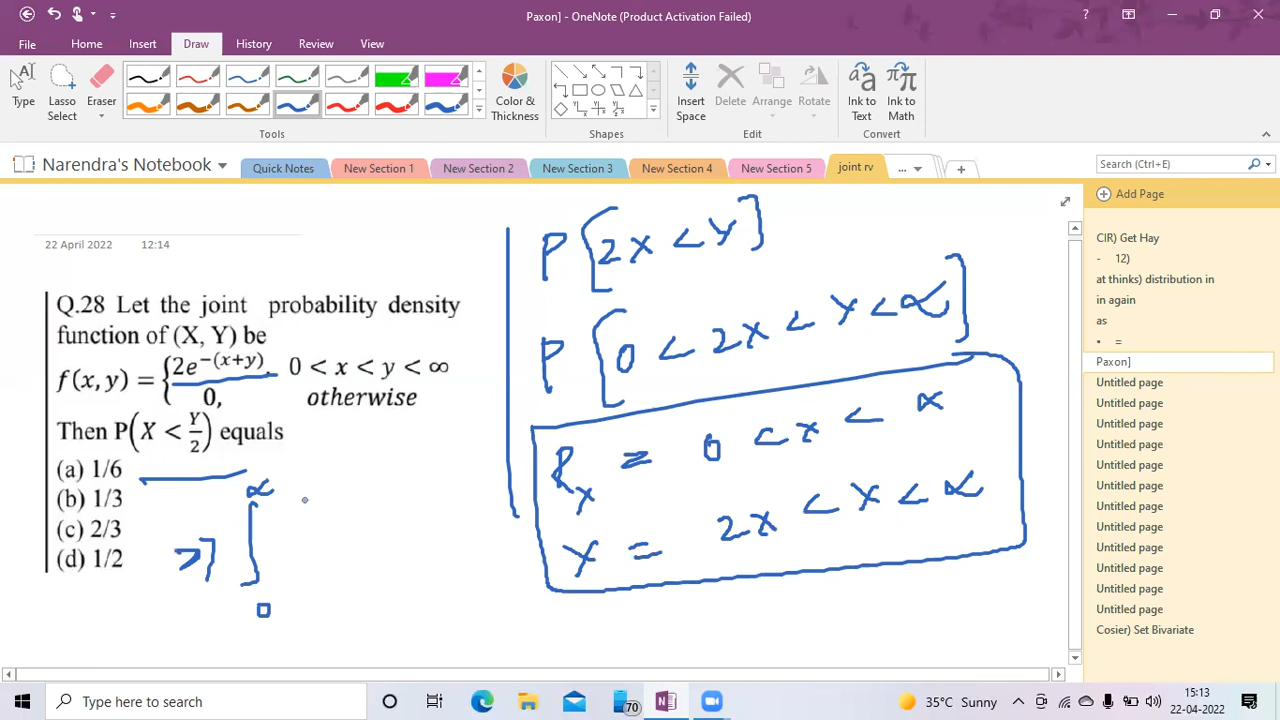 Paxon] - OneNote (Product Activation Failed)
File Home Insert Draw History Review View
Type
Lasso Select
Eraser
Color & Thickness
Insert Space
Delete
Arrange
Rotate
Ink to Text
Ink to Math
Tools
Shapes
Edit
Convert
Narendra's Notebook
Quick Notes New Section 1 New Section 2 New Section 3 New Section 4 New Section 5 joint rv ...
Search (Ctrl+E)
Add Page
22 April 2022 12:14
Q.28 Let the joint probability density
function of (X, Y) be
f(x, y) = {2e^−(x+y), 0 < x < y < ∞
0, otherwise
Then P(X < Y/2) equals
(a) 1/6
(b) 1/3
(c) 2/3
(d) 1/2
∝
0
P[2x < y]
P[0 < 2x < y < ∝]
Rx = 0 < x < ∝
Y = 2x < x < ∝
CIR) Get Hay
- 12)
at thinks) distribution in
in again
as
• =
Paxon]
Untitled page
Untitled page
Untitled page
Untitled page
Untitled page
Untitled page
Untitled page
Untitled page
Untitled page
Untitled page
Untitled page
Untitled page
Cosier) Set Bivariate
Type here to search
70
35°C Sunny
15:13
22-04-2022